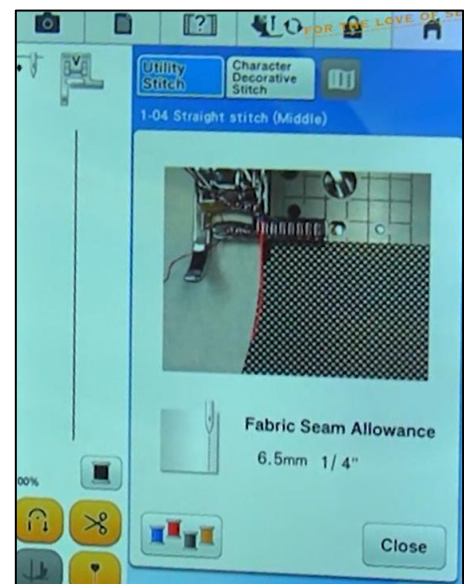 FOR THE LOVE OF SE
Utility
Stitch
Character
Decorative
Stitch
1-04 Straight stitch (Middle)
V
Fabric Seam Allowance
6.5mm 1/4"
00%
Close